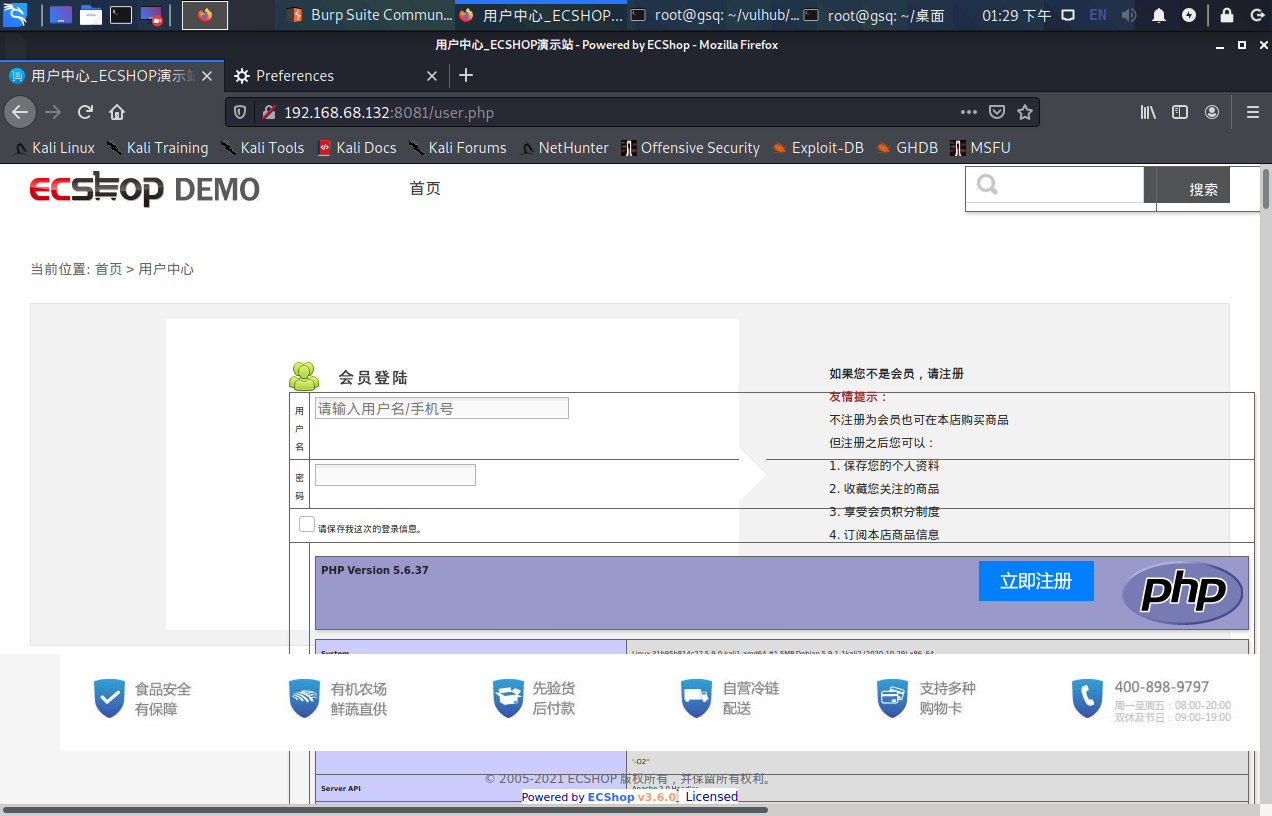 Burp Suite Commun...
用户中心_ECSHOP...
root@gsq: ~/vulhub/...
root@gsq: ~/桌面
01:29 下午
EN
用户中心_ECSHOP演示站 - Powered by ECShop - Mozilla Firefox
用户中心_ECSHOP演示站
Preferences
192.168.68.132:8081/user.php
Kali Linux
Kali Training
Kali Tools
Kali Docs
Kali Forums
NetHunter
Offensive Security
Exploit-DB
GHDB
MSFU
ECSHOP DEMO
首页
搜索
当前位置: 首页 > 用户中心
会员登陆
用户名
请输入用户名/手机号
密码
请保存我这次的登录信息。
如果您不是会员，请注册
友情提示：
不注册为会员也可在本店购买商品
但注册之后您可以：
1. 保存您的个人资料
2. 收藏您关注的商品
3. 享受会员积分制度
4. 订阅本店商品信息
PHP Version 5.6.37
立即注册
php
System
食品安全
有保障
有机农场
鲜蔬直供
先验货
后付款
自营冷链
配送
支持多种
购物卡
400-898-9797
周一至周五：08:00-20:00
双休及节日：09:00-19:00
'-O2''
Server API
© 2005-2021 ECSHOP 版权所有，并保留所有权利。
Powered by ECShop v3.6.0 Licensed